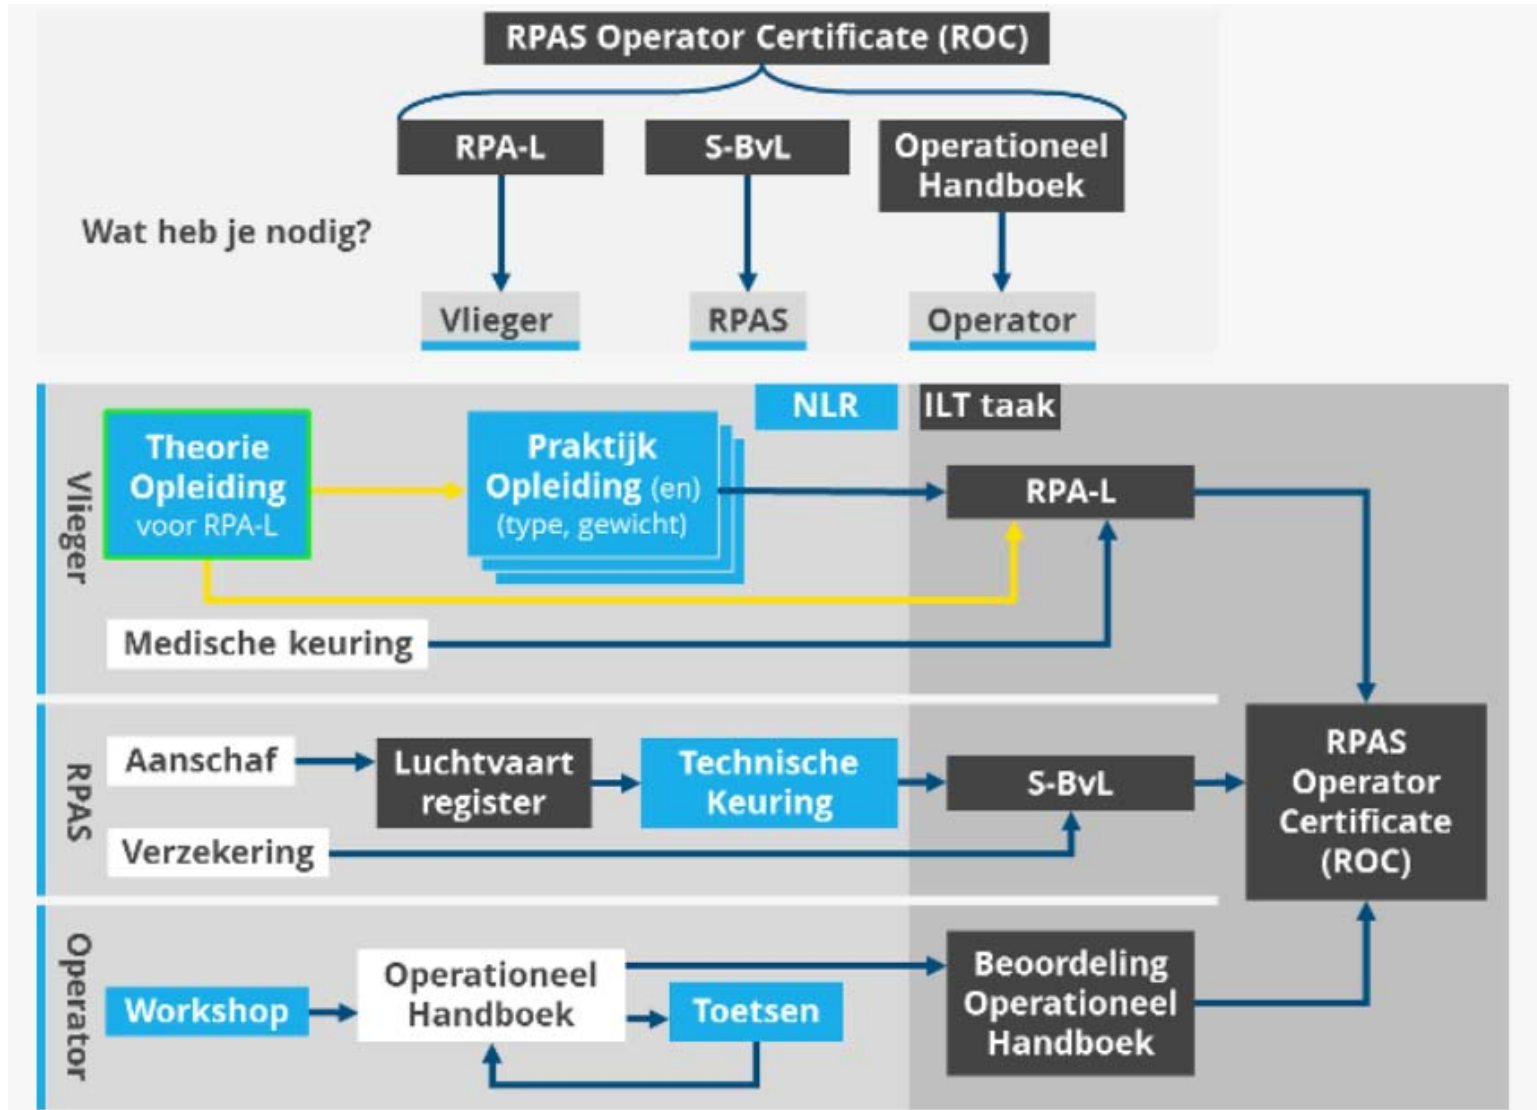 RPAS Operator Certificate (ROC)
RPA-L
S-BvL
Operationeel
Handboek
Wat heb je nodig?
Vlieger
RPAS
Operator
NLR
ILT taak
Vlieger
Theorie
Opleiding
voor RPA-L
Praktijk
Opleiding (en)
(type, gewicht)
RPA-L
Medische keuring
RPAS
Aanschaf
Luchtvaart
register
Technische
Keuring
S-BvL
Verzekering
RPAS
Operator
Certificate
(ROC)
Operator
Workshop
Operationeel
Handboek
Toetsen
Beoordeling
Operationeel
Handboek